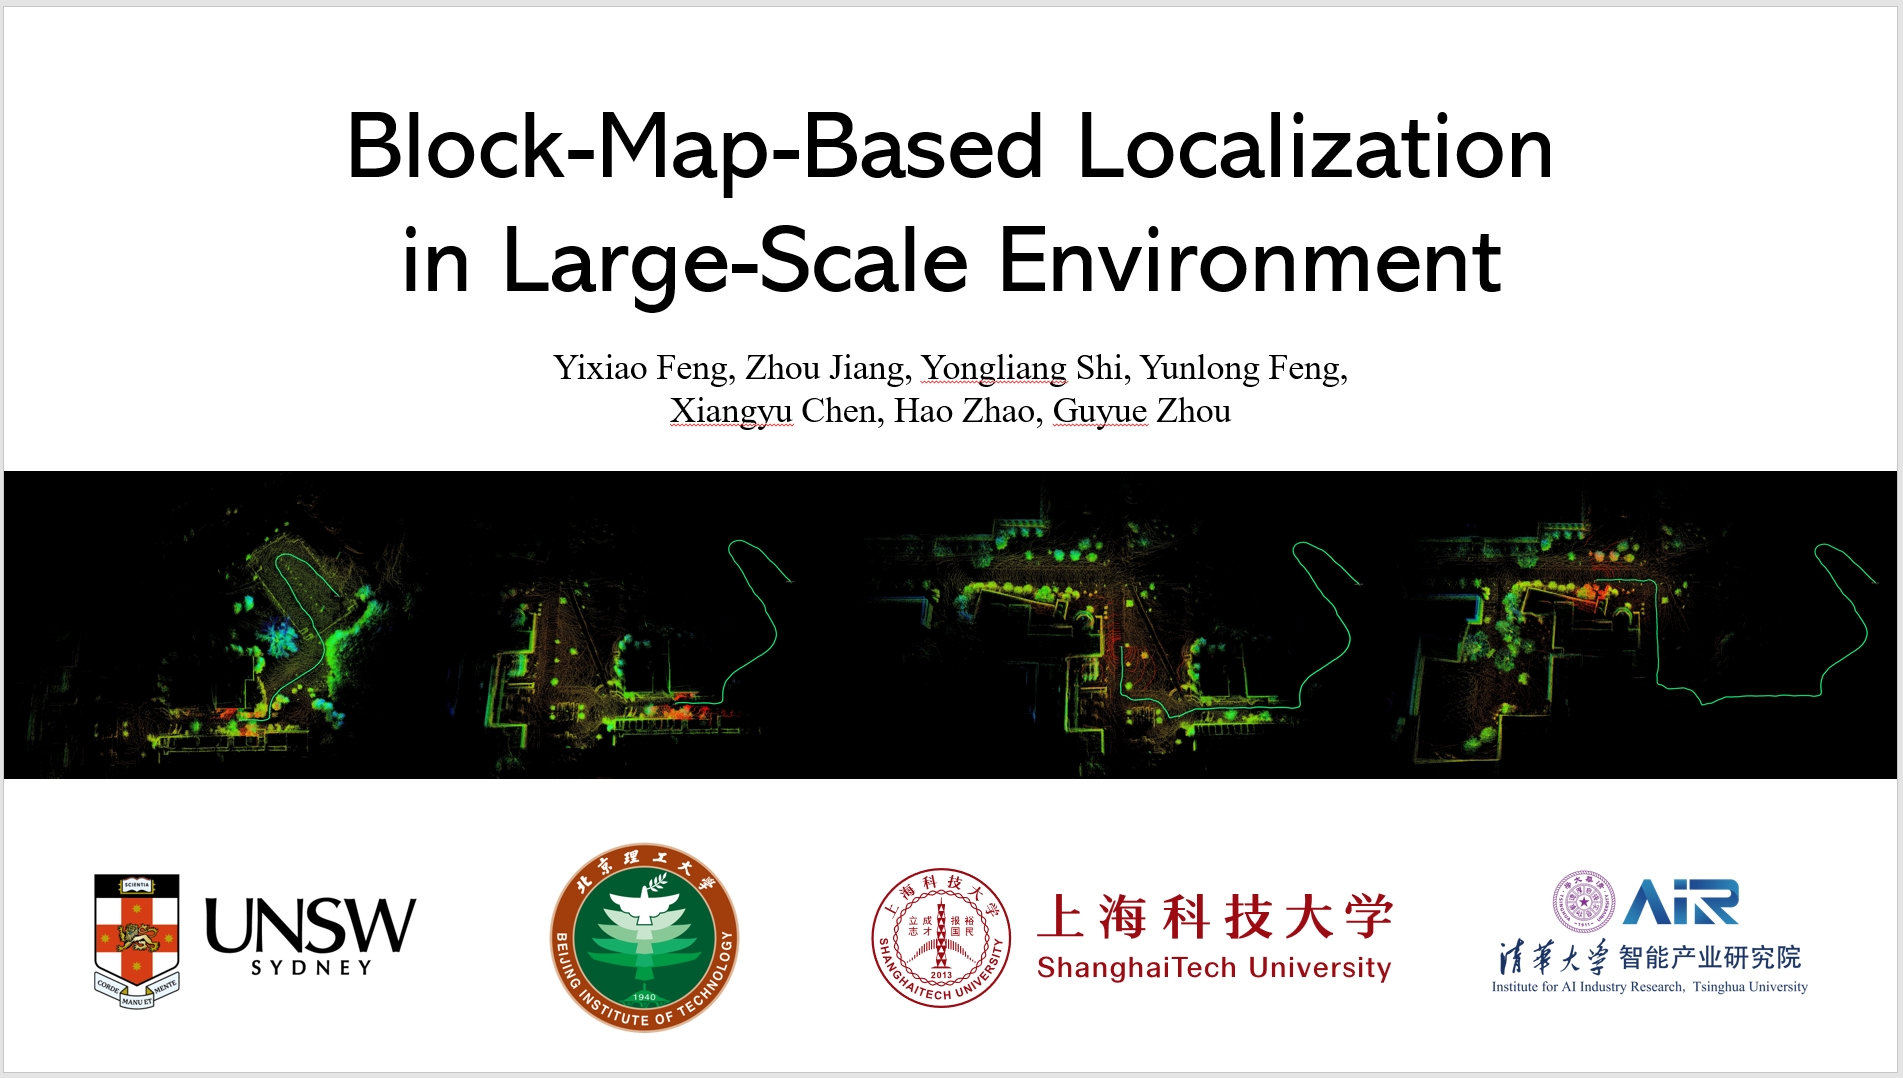 Block-Map-Based Localization
in Large-Scale Environment
Yixiao Feng, Zhou Jiang, Yongliang Shi, Yunlong Feng,
Xiangyu Chen, Hao Zhao, Guyue Zhou
SCIENTIA
CORDE MANU ET MENTE
UNSW
SYDNEY
北京理工大学
1940
BEIJING INSTITUTE OF TECHNOLOGY
上海科技大学
立成 报裕
志才 国民
2013
SHANGHAITECH UNIVERSITY
上海科技大学
ShanghaiTech University
AIR
清華大学 智能产业研究院
Institute for AI Industry Research, Tsinghua University